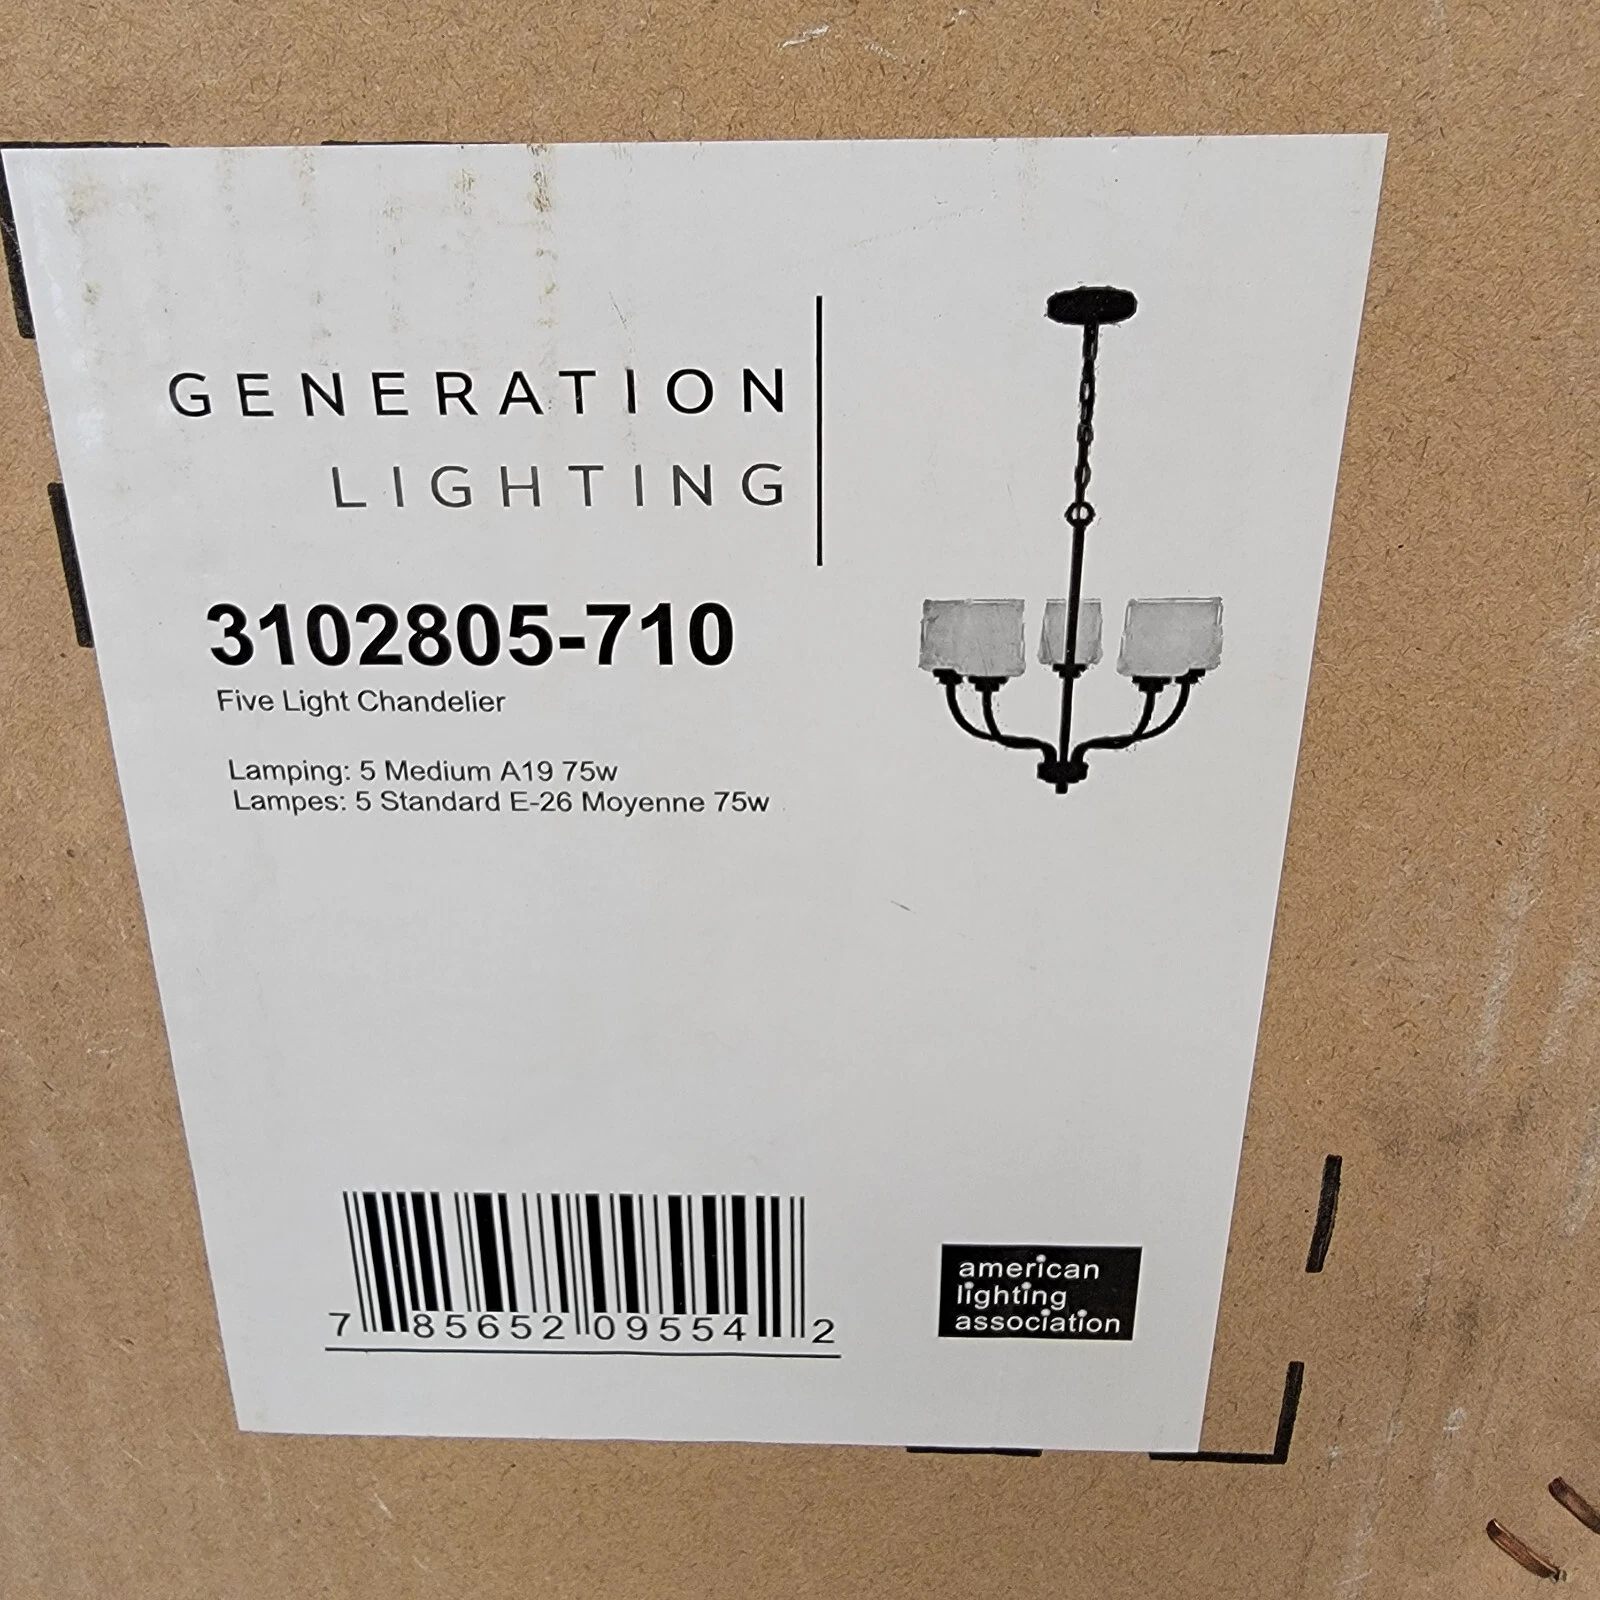 GENERATION
LIGHTING
3102805-710
Five Light Chandelier
Lamping: 5 Medium A19 75w
Lampes: 5 Standard E-26 Moyenne 75w
7 85652 09554 2
american
lighting
association